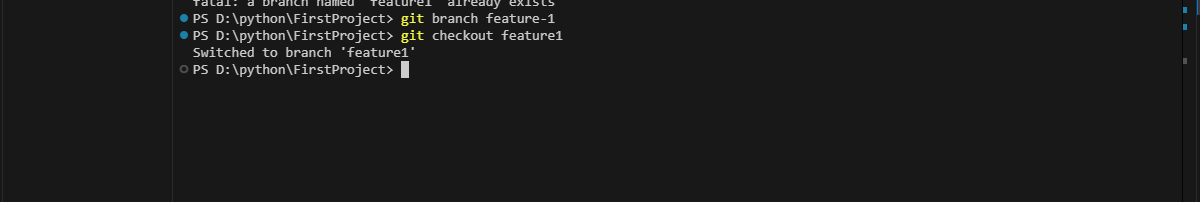 fatal: a branch named 'feature1' already exists
PS D:\python\FirstProject> git branch feature-1
PS D:\python\FirstProject> git checkout feature1
Switched to branch 'feature1'
PS D:\python\FirstProject>